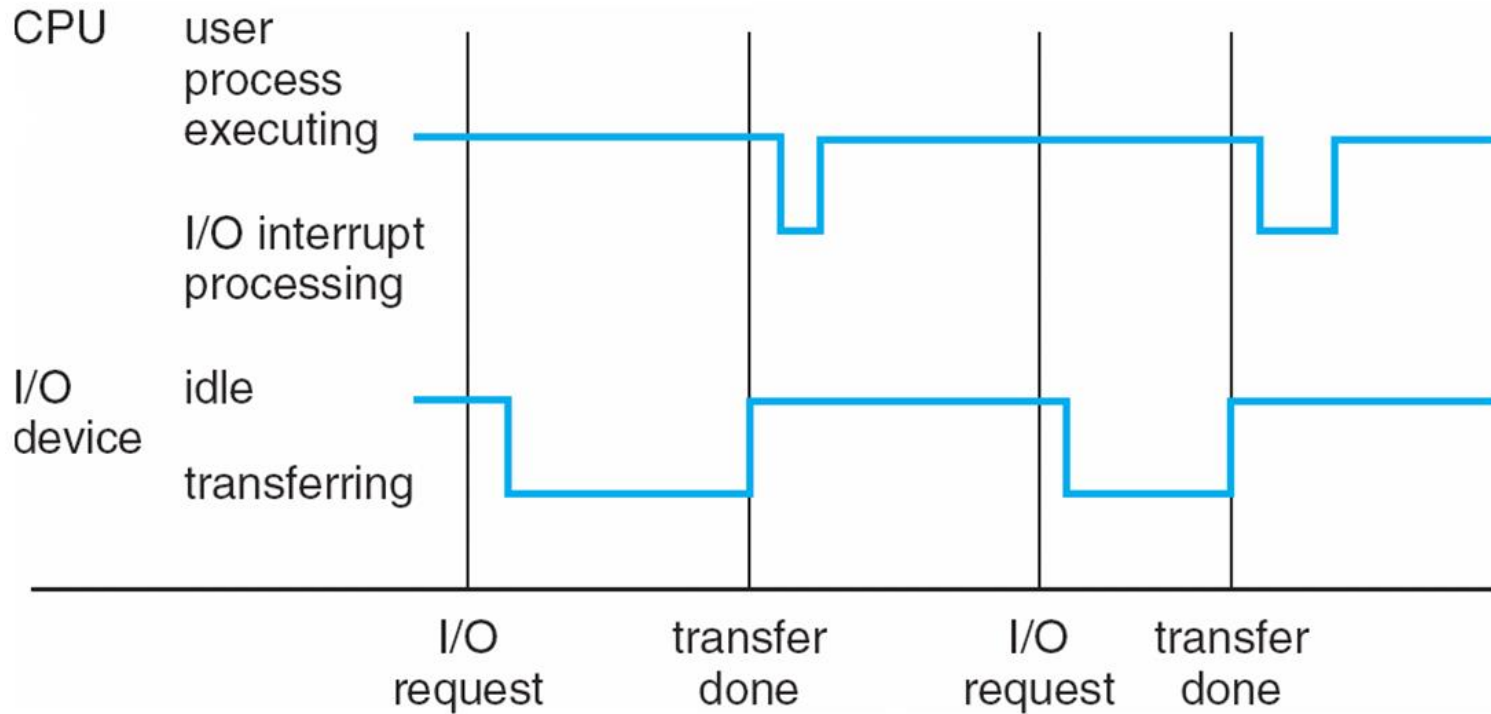 CPU user
process
executing
I/O interrupt
processing
I/O idle
device
transferring
I/O transfer I/O transfer
request done request done